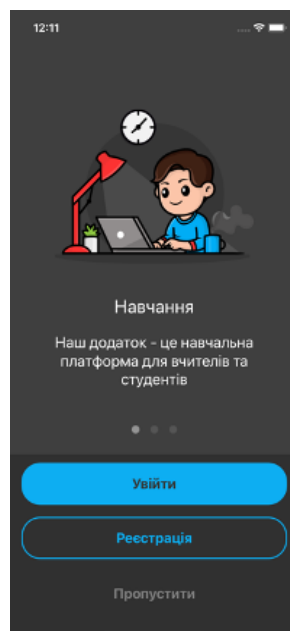 12:11
Навчання
Наш додаток - це навчальна
платформа для вчителів та
студентів
Увійти
Реєстрація
Пропустити